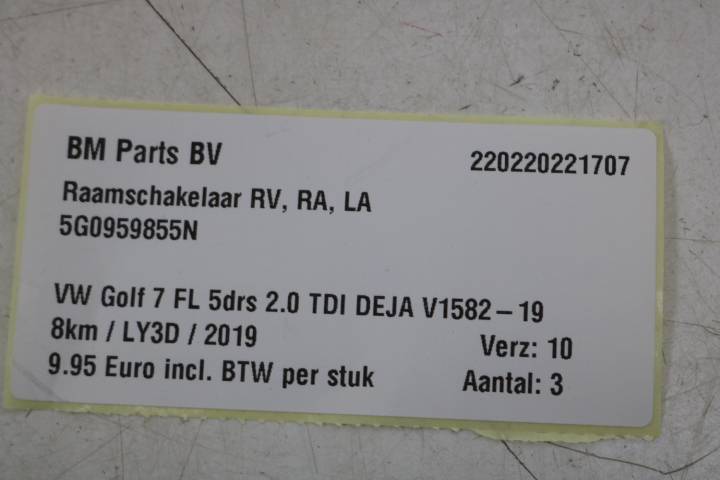 BM Parts BV 220220221707
Raamschakelaar RV, RA, LA
5G0959855N
VW Golf 7 FL 5drs 2.0 TDI DEJA V1582-19
8km / LY3D / 2019 Verz: 10
9.95 Euro incl. BTW per stuk Aantal: 3